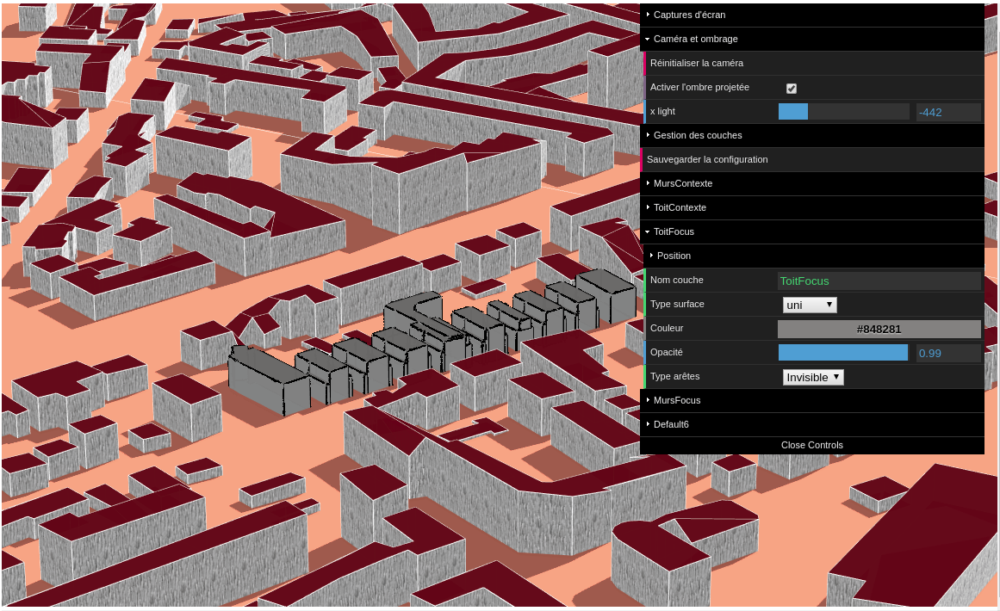 Captures d'écran
Caméra et ombrage
Réinitialiser la caméra
Activer l'ombre projetée
x light -442
Gestion des couches
Sauvegarder la configuration
MursContexte
ToitContexte
ToitFocus
Position
Nom couche ToitFocus
Type surface uni
Couleur #848281
Opacité 0.99
Type arêtes Invisible
MursFocus
Default6
Close Controls